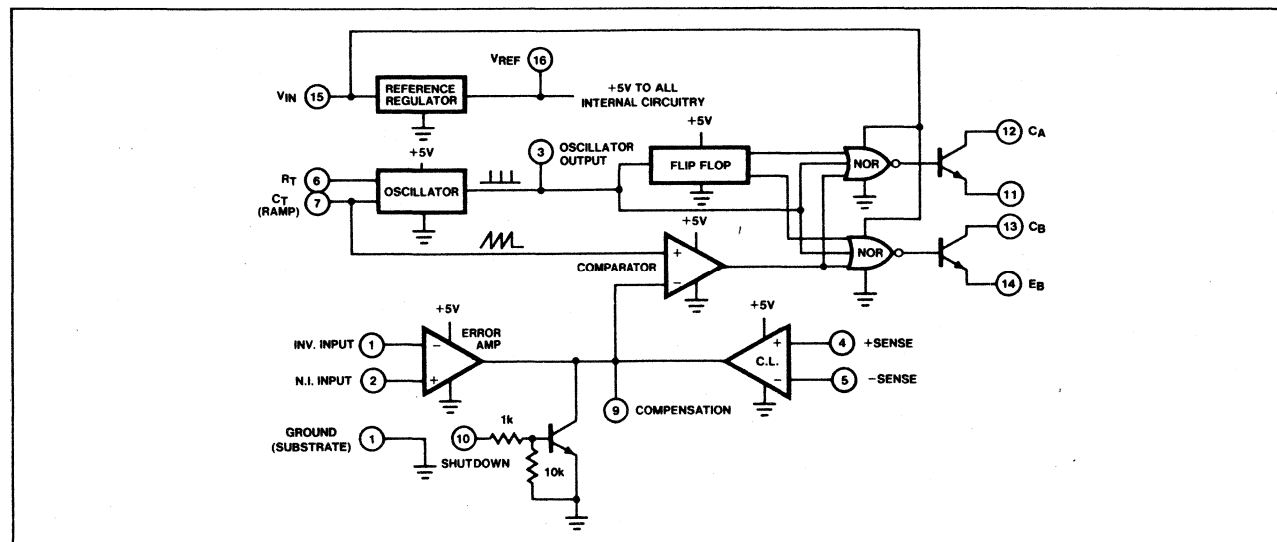 VREF 16
VIN 15
REFERENCE
REGULATOR
+5V TO ALL
INTERNAL CIRCUITRY
12 CA
+5V
3 OSCILLATOR
OUTPUT
+5V
FLIP FLOP
NOR
RT 6
OSCILLATOR
11
CT 7
(RAMP)
13 CB
+5V
COMPARATOR
+
−
NOR
14 EB
+5V
ERROR
AMP
+5V
INV. INPUT 1
−
+
C.L.
4 +SENSE
N.I. INPUT 2
+
−
5 −SENSE
9 COMPENSATION
GROUND 1
(SUBSTRATE)
10
1k
SHUTDOWN
10k